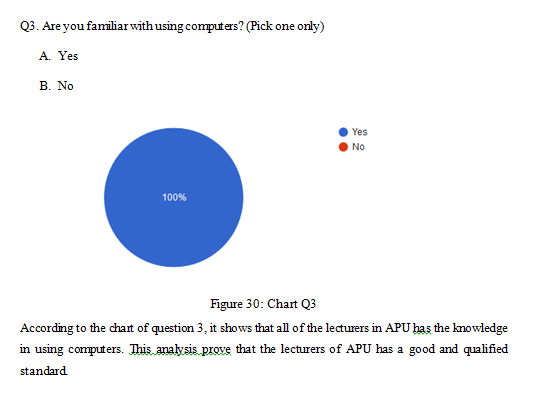 Q3. Are you familiar with using computers? (Pick one only)
A. Yes
B. No
Yes
No
100%
Figure 30: Chart Q3
According to the chart of question 3, it shows that all of the lecturers in APU has the knowledge
in using computers. This analysis prove that the lecturers of APU has a good and qualified
standard.